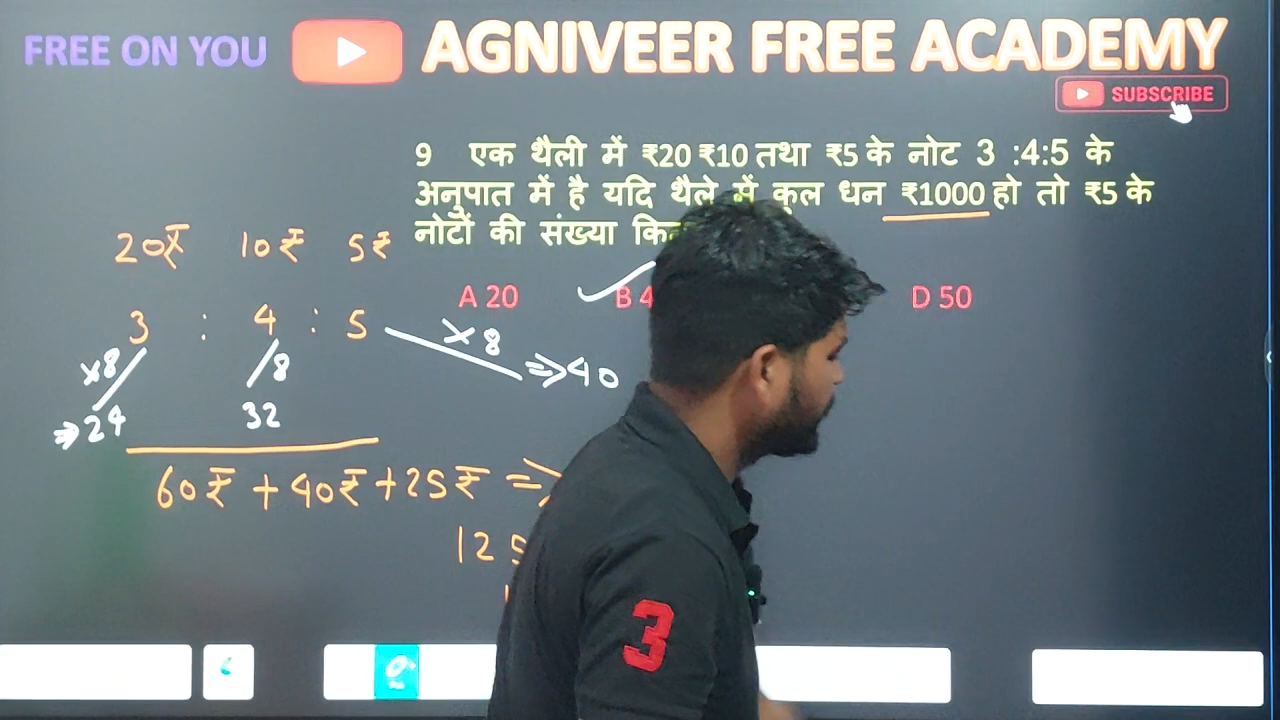 FREE ON YOU AGNIVEER FREE ACADEMY
SUBSCRIBE
9 एक थैली में ₹20 ₹10 तथा ₹5 के नोट 3 :4:5 के
अनुपात में है यदि थैले में कुल धन ₹1000 हो तो ₹5 के
नोटों की संख्या
A 20 B 4 D 50
20₹ 10₹ 5₹
3 : 4 : 5
×8 /8 ×8 ⇒40
⇒24 32
60₹ + 40₹ + 25₹ ⇒
125
3